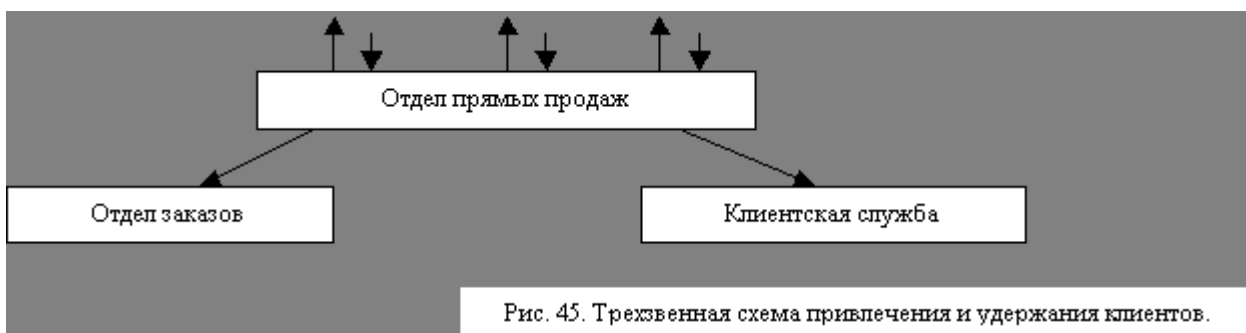 Отдел прямых продаж
Отдел заказов
Клиентская служба
Рис. 45. Трехзвенная схема привлечения и удержания клиентов.